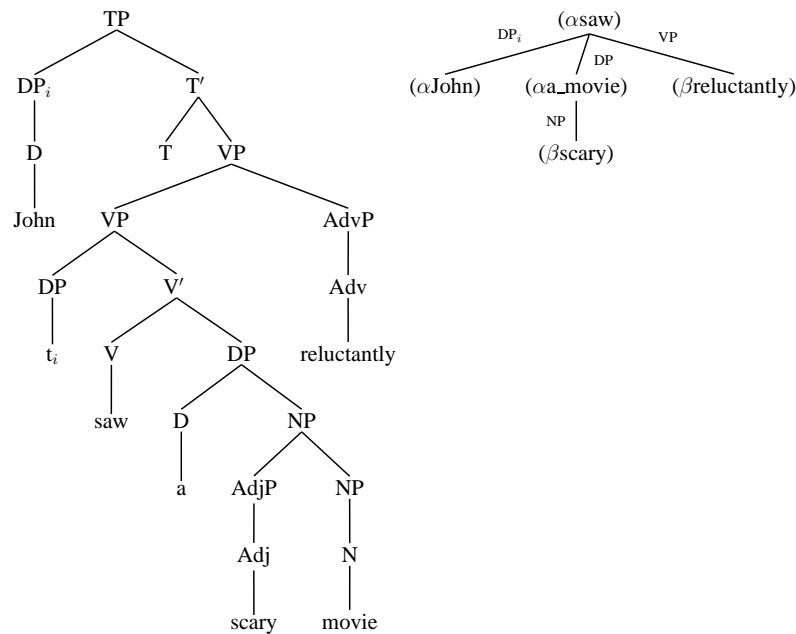 TP (αsaw)
DPᵢ DP VP
DPᵢ T′ (αJohn) (αa_movie) (βreluctantly)
NP
D T VP (βscary)
John VP AdvP
DP V′ Adv
tᵢ V DP reluctantly
saw D NP
a AdjP NP
Adj N
scary movie